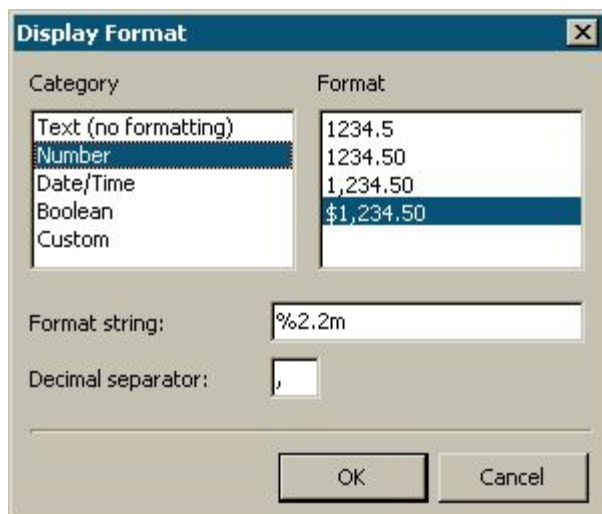 Display Format
Category
Format
Text (no formatting)
Number
Date/Time
Boolean
Custom
1234.5
1234.50
1,234.50
$1,234.50
Format string:
%2.2m
Decimal separator:
,
OK
Cancel